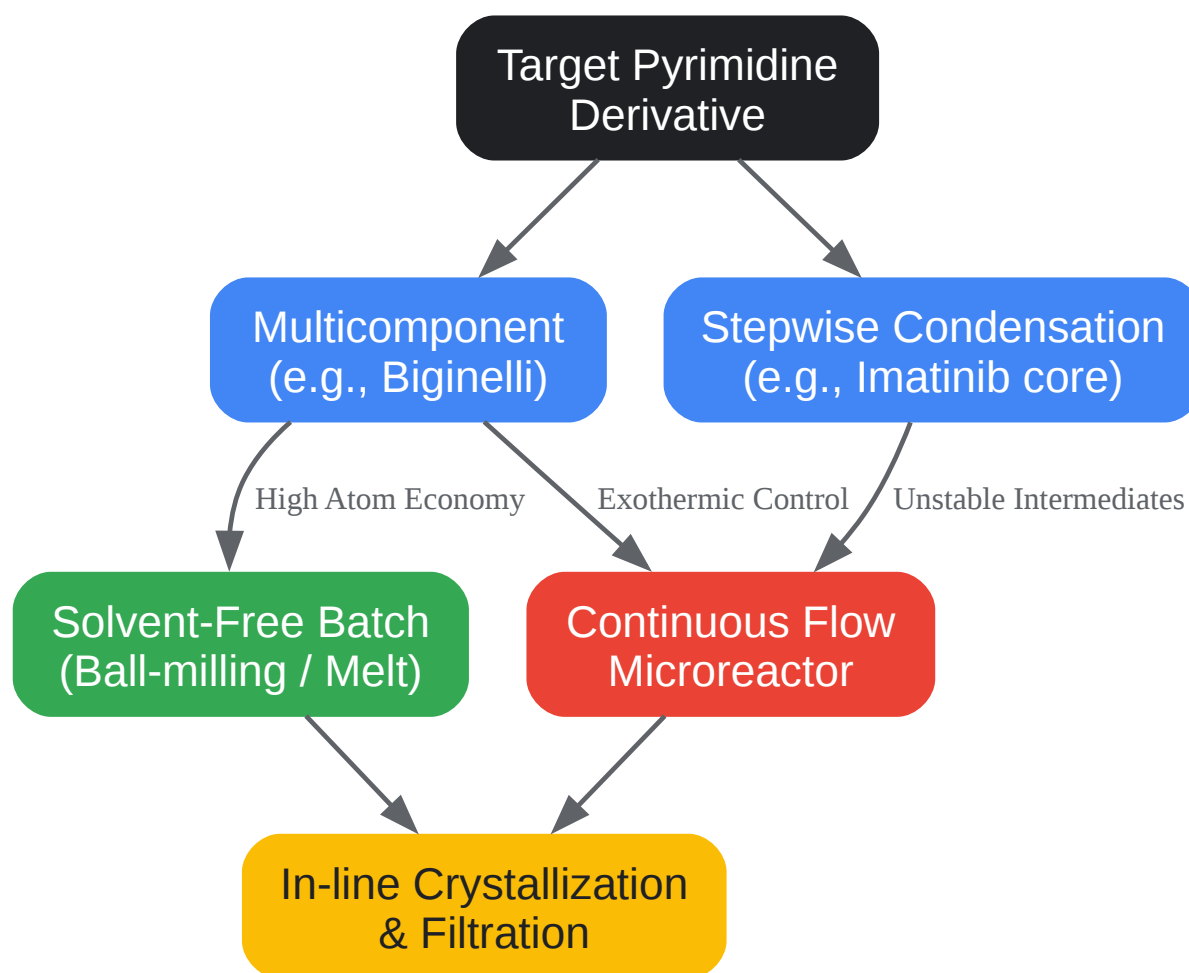 Target Pyrimidine
Derivative
Multicomponent
(e.g., Biginelli)
Stepwise Condensation
(e.g., Imatinib core)
High Atom Economy
Exothermic Control
Unstable Intermediates
Solvent-Free Batch
(Ball-milling / Melt)
Continuous Flow
Microreactor
In-line Crystallization
& Filtration